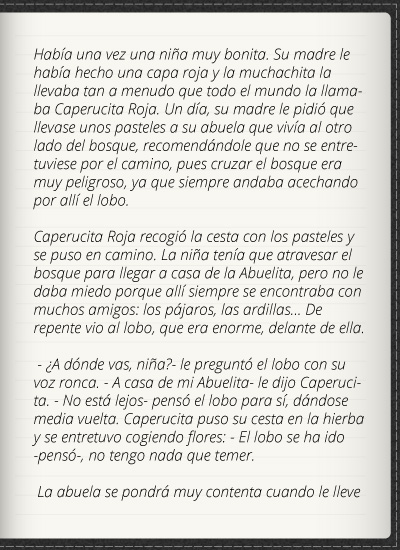 Había una vez una niña muy bonita. Su madre le
había hecho una capa roja y la muchachita la
llevaba tan a menudo que todo el mundo la llama-
ba Caperucita Roja. Un día, su madre le pidió que
llevase unos pasteles a su abuela que vivía al otro
lado del bosque, recomendándole que no se entre-
tuviese por el camino, pues cruzar el bosque era
muy peligroso, ya que siempre andaba acechando
por allí el lobo.
Caperucita Roja recogió la cesta con los pasteles y
se puso en camino. La niña tenía que atravesar el
bosque para llegar a casa de la Abuelita, pero no le
daba miedo porque allí siempre se encontraba con
muchos amigos: los pájaros, las ardillas... De
repente vio al lobo, que era enorme, delante de ella.
- ¿A dónde vas, niña?- le preguntó el lobo con su
voz ronca. - A casa de mi Abuelita- le dijo Caperuci-
ta. - No está lejos- pensó el lobo para sí, dándose
media vuelta. Caperucita puso su cesta en la hierba
y se entretuvo cogiendo flores: - El lobo se ha ido
-pensó-, no tengo nada que temer.
La abuela se pondrá muy contenta cuando le lleve